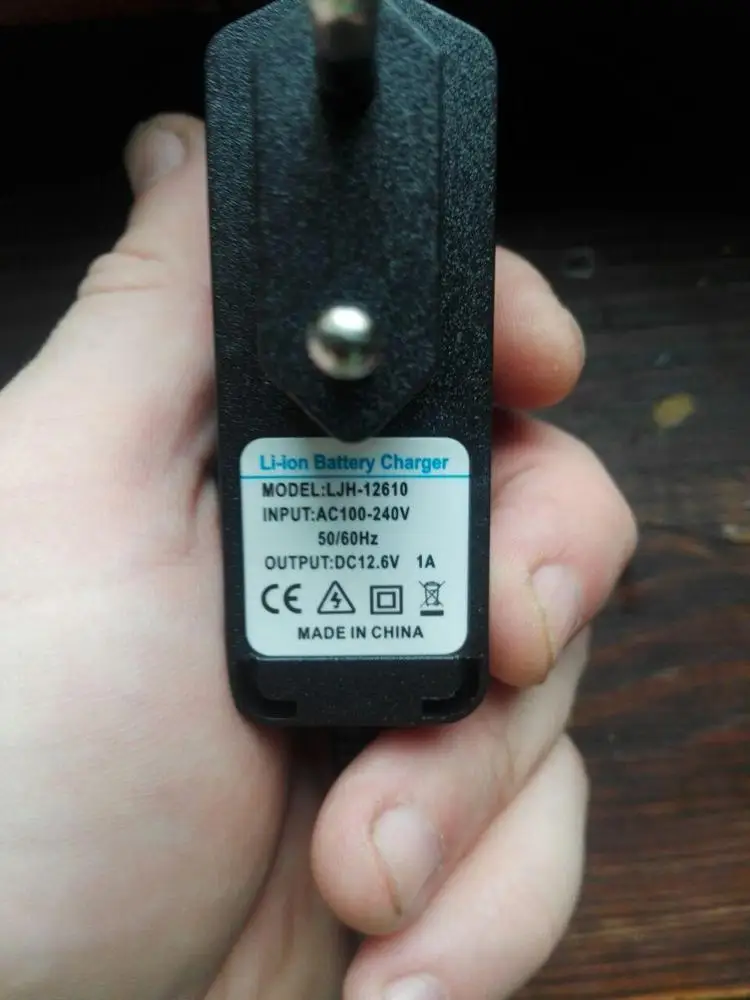 Li-ion Battery Charger
MODEL:LJH-12610
INPUT:AC100-240V
50/60Hz
OUTPUT:DC12.6V 1A
CE
MADE IN CHINA